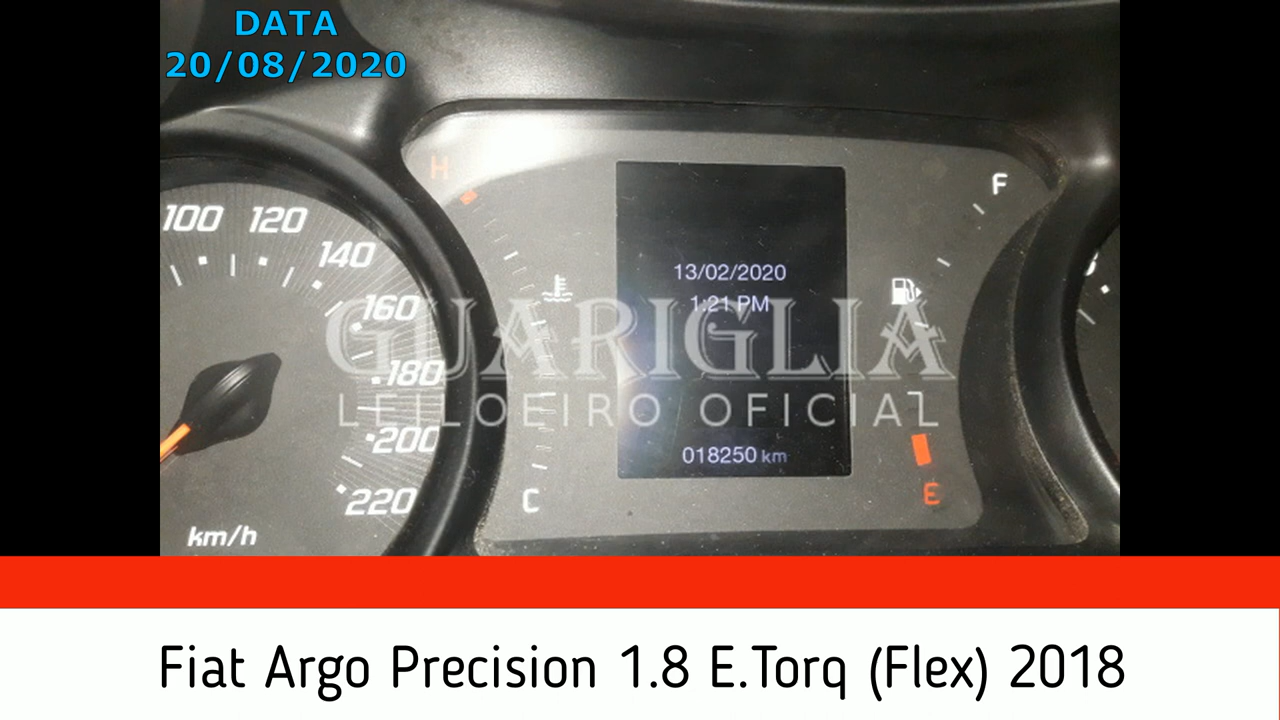 DATA
20/08/2020
H
F
100 120
140
160
180
200
220
km/h
13/02/2020
1:21 PM
GUARIGLIA
LEILOEIRO OFICIAL
018250 km
C
E
Fiat Argo Precision 1.8 E.Torq (Flex) 2018